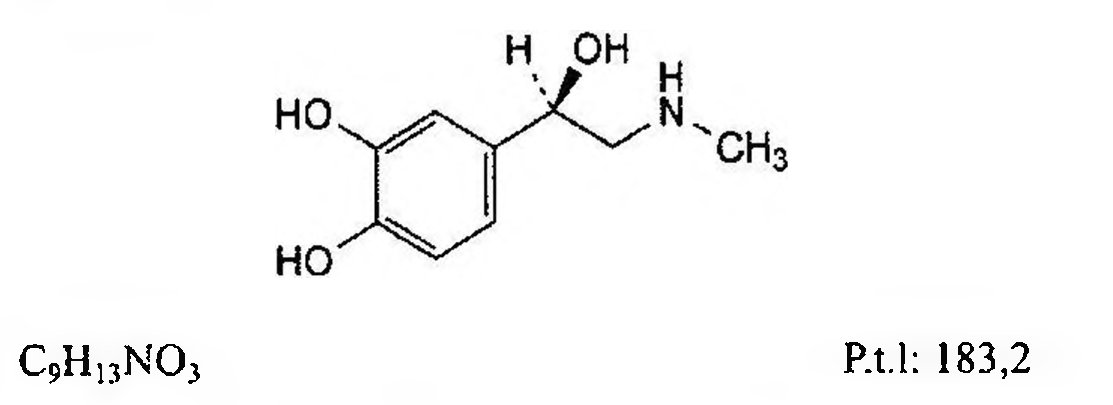 H OH
H
HO N
CH₃
HO
C₉H₁₃NO₃ P.t.l: 183,2